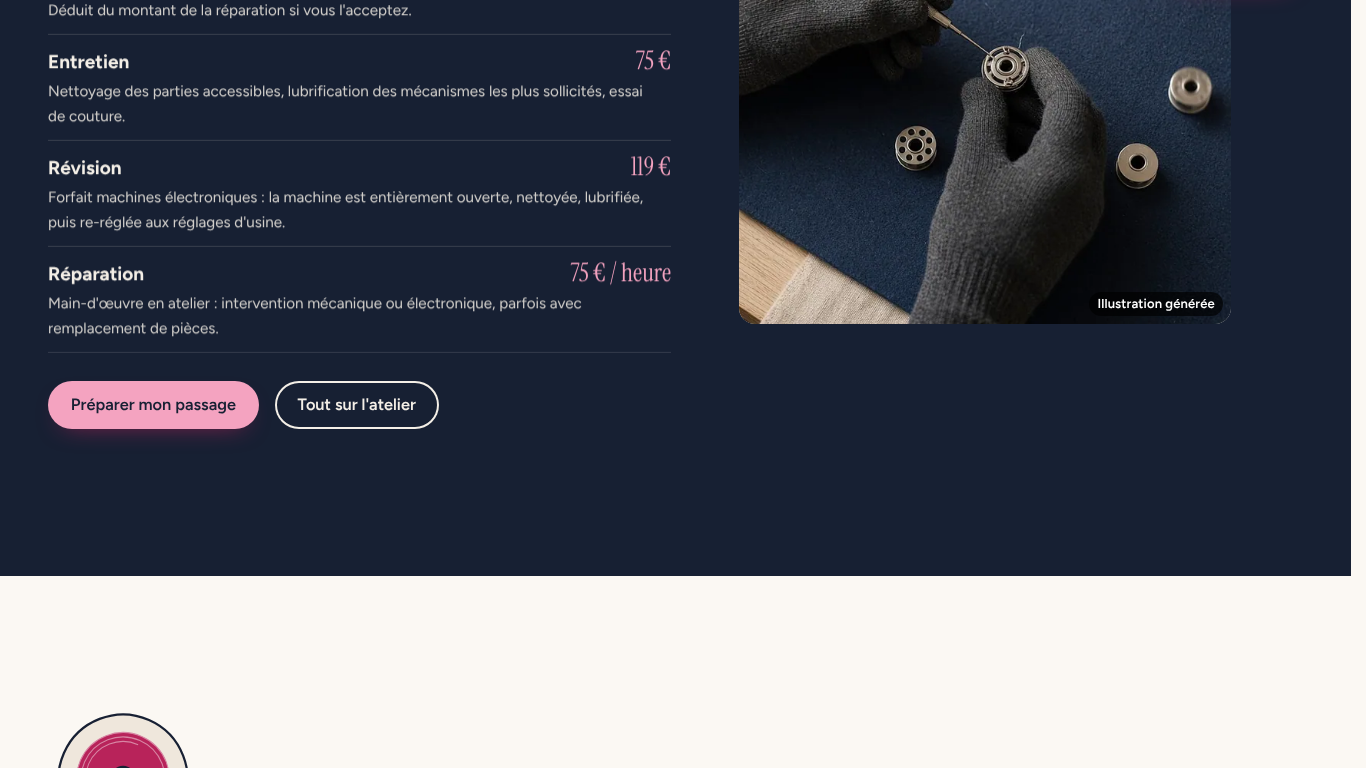 Déduit du montant de la réparation si vous l'acceptez.
Entretien
75 €
Nettoyage des parties accessibles, lubrification des mécanismes les plus sollicités, essai
de couture.
Révision
119 €
Forfait machines électroniques : la machine est entièrement ouverte, nettoyée, lubrifiée,
puis re-réglée aux réglages d'usine.
Réparation
75 € / heure
Main-d'œuvre en atelier : intervention mécanique ou électronique, parfois avec
remplacement de pièces.
Préparer mon passage
Tout sur l'atelier
Illustration générée